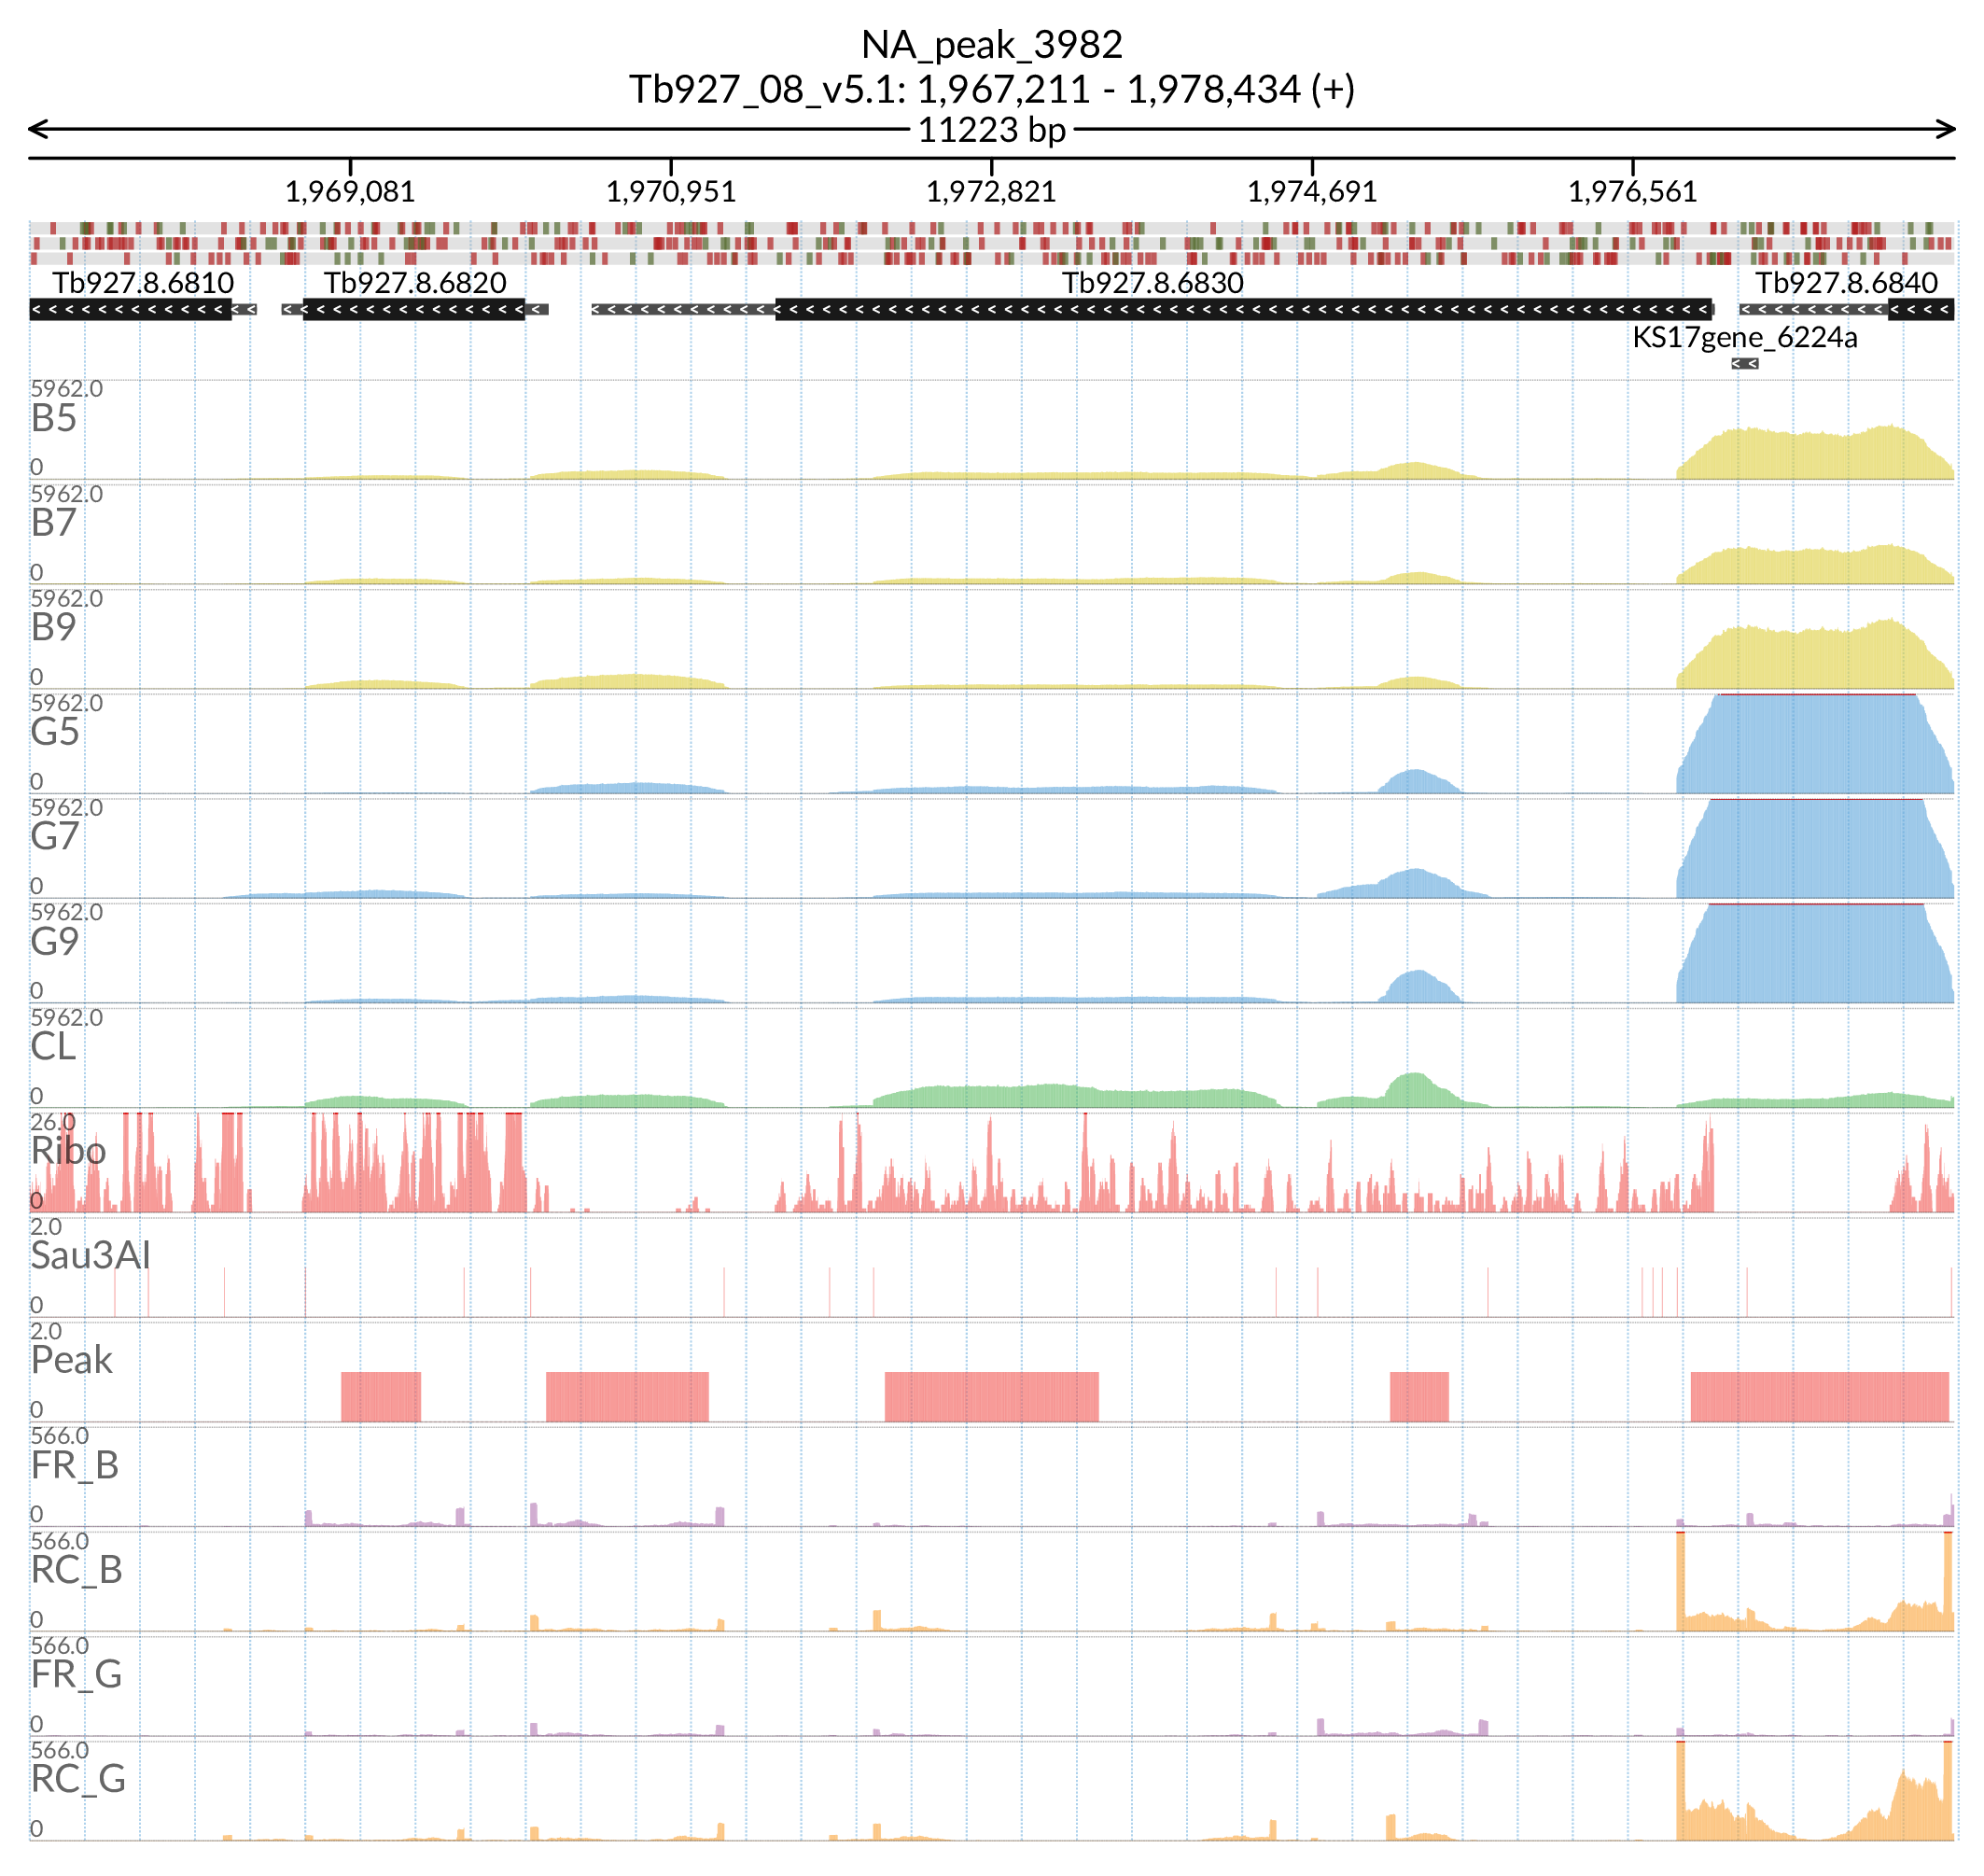 NA_peak_3982
Tb927_08_v5.1: 1,967,211 - 1,978,434 (+)
11223 bp
1,969,081 1,970,951 1,972,821 1,974,691 1,976,561
Tb927.8.6810 Tb927.8.6820 Tb927.8.6830 Tb927.8.6840
KS17gene_6224a
5962.0
B5
0
5962.0
B7
0
5962.0
B9
0
5962.0
G5
0
5962.0
G7
0
5962.0
G9
0
5962.0
CL
0
26.0
Ribo
0
2.0
Sau3AI
0
2.0
Peak
0
566.0
FR_B
0
566.0
RC_B
0
566.0
FR_G
0
566.0
RC_G
0